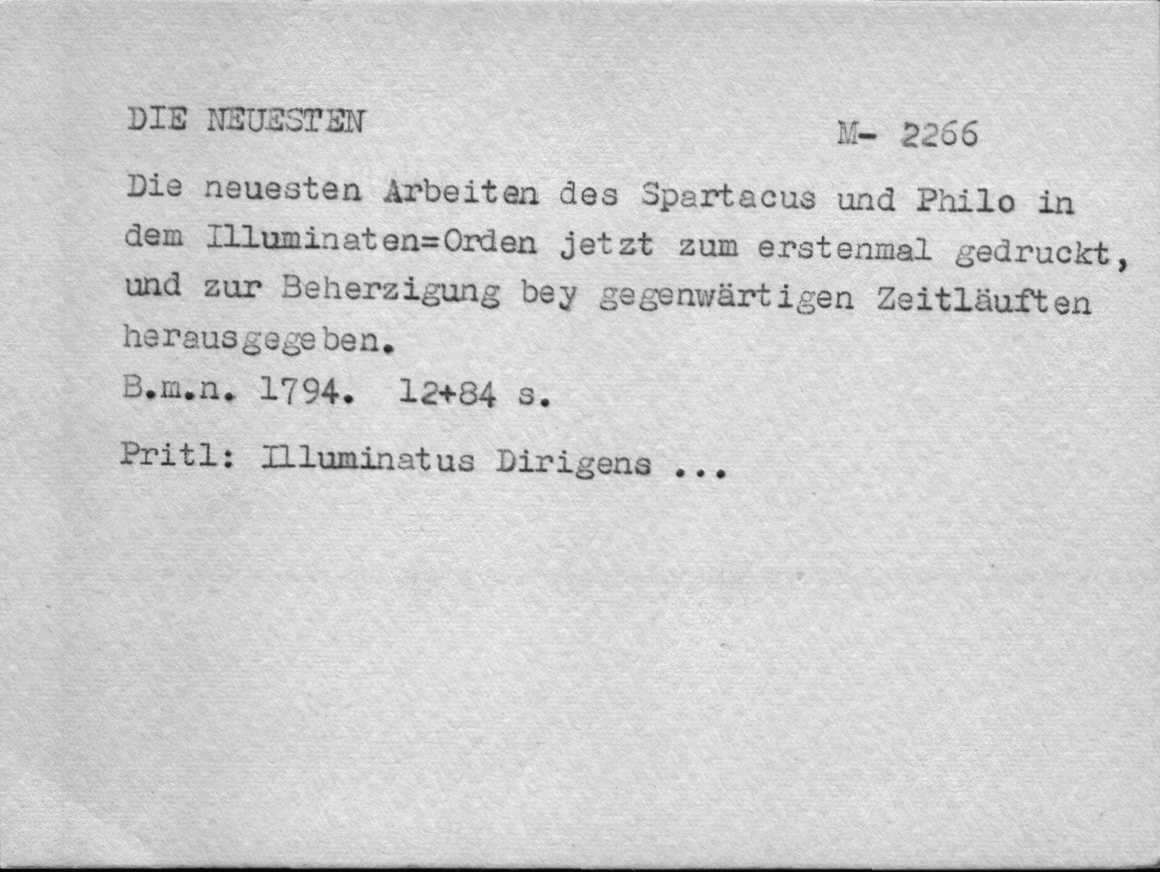 DIE NEUESTEN
M- 2266
Die neuesten Arbeiten des Spartacus und Philo in
dem Illuminaten=Orden jetzt zum erstenmal gedruckt,
und zur Beherzigung bey gegenwärtigen Zeitläuften
herausgegeben.
B.m.n. 1794. 12+84 s.
Pritl: Illuminatus Dirigens ...